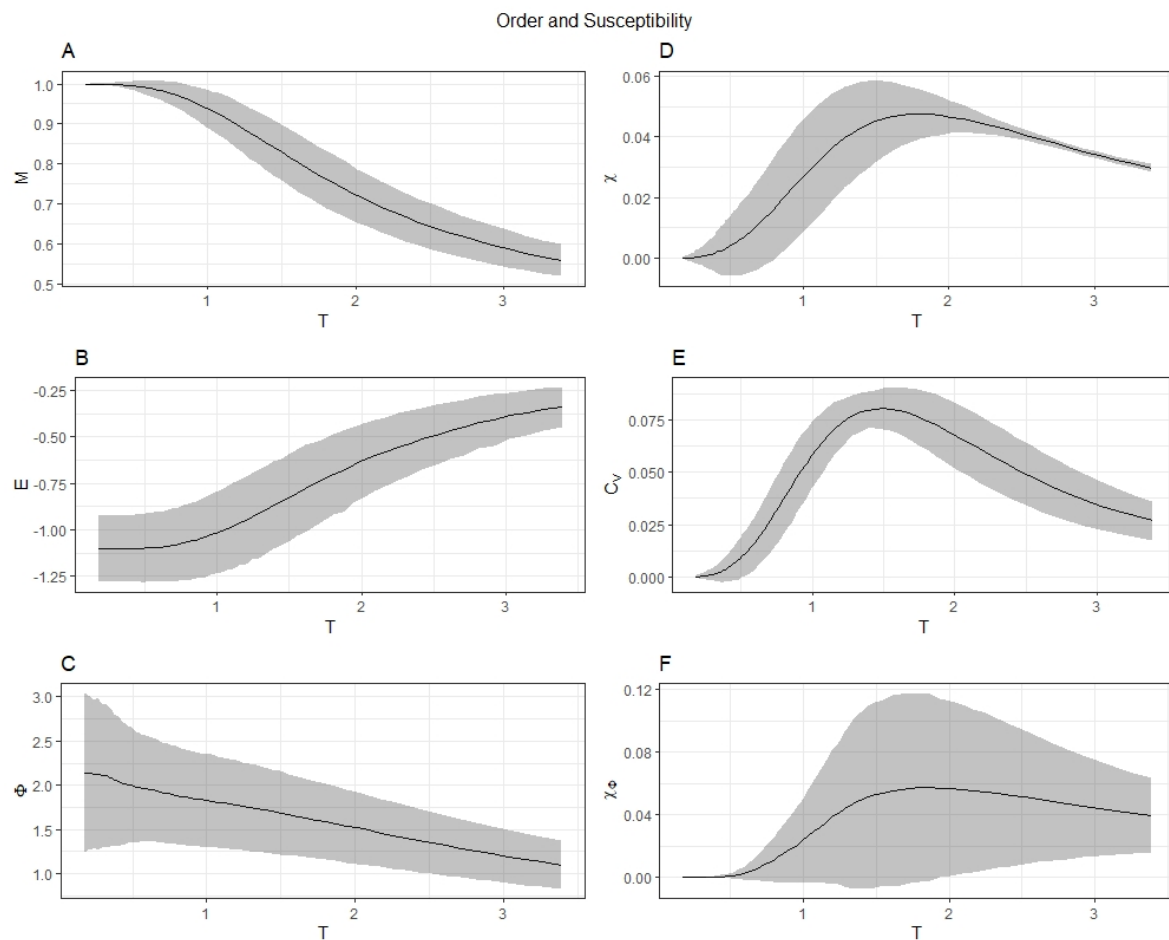 Order and Susceptibility
A
1.0
0.9
0.8
0.7
0.6
0.5
M
1 2 3
T
D
0.06
0.04
0.02
0.00
χ
1 2 3
T
B
-0.25
-0.50
-0.75
-1.00
-1.25
E
1 2 3
T
E
0.075
0.050
0.025
0.000
C_V
1 2 3
T
C
3.0
2.5
2.0
1.5
1.0
Φ
1 2 3
T
F
0.12
0.08
0.04
0.00
χ_Φ
1 2 3
T